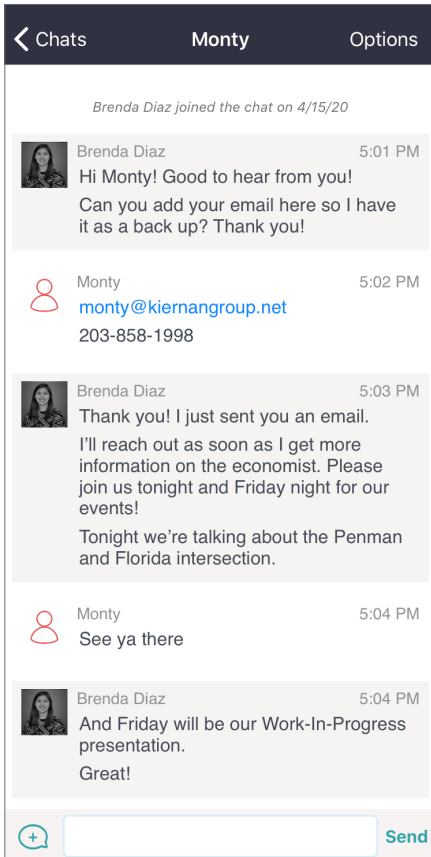 Chats Monty Options
Brenda Diaz joined the chat on 4/15/20
Brenda Diaz 5:01 PM
Hi Monty! Good to hear from you!
Can you add your email here so I have
it as a back up? Thank you!
Monty 5:02 PM
monty@kiernangroup.net
203-858-1998
Brenda Diaz 5:03 PM
Thank you! I just sent you an email.
I’ll reach out as soon as I get more
information on the economist. Please
join us tonight and Friday night for our
events!
Tonight we’re talking about the Penman
and Florida intersection.
Monty 5:04 PM
See ya there
Brenda Diaz 5:04 PM
And Friday will be our Work-In-Progress
presentation.
Great!
Send